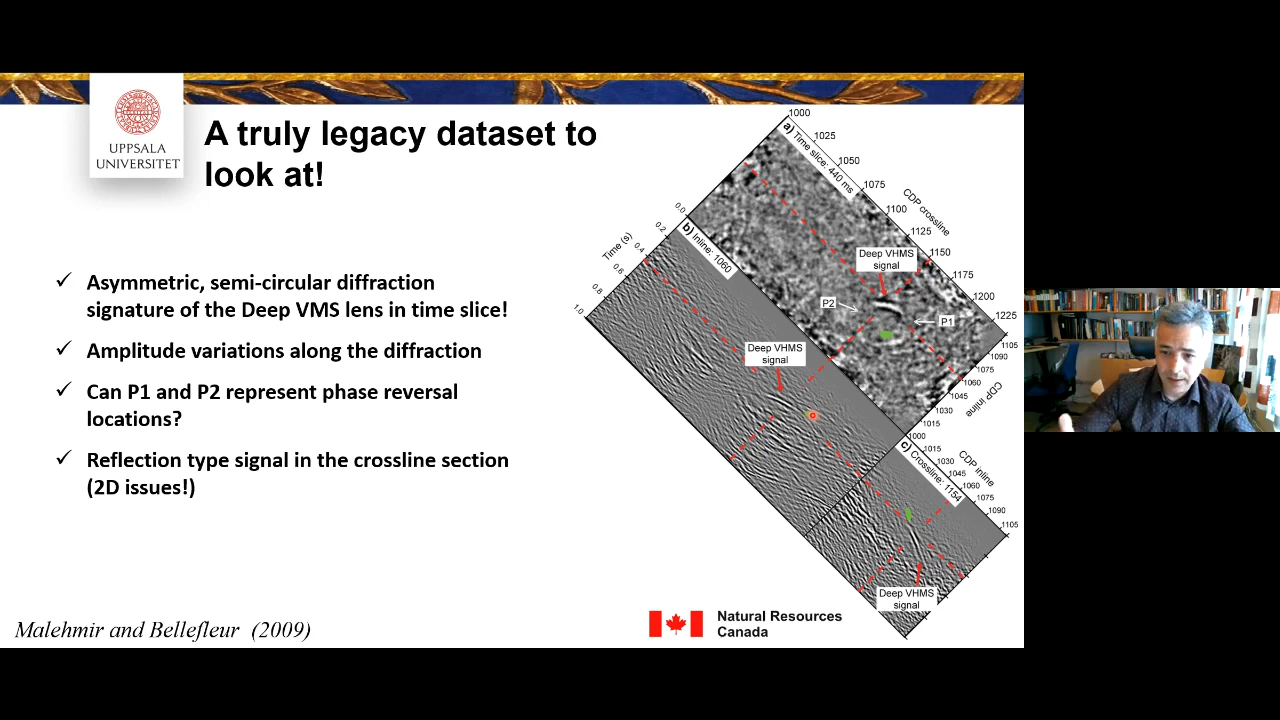 UPPSALA
UNIVERSITET
A truly legacy dataset to
look at!
✓ Asymmetric, semi-circular diffraction
signature of the Deep VMS lens in time slice!
✓ Amplitude variations along the diffraction
✓ Can P1 and P2 represent phase reversal
locations?
✓ Reflection type signal in the crossline section
(2D issues!)
Malehmir and Bellefleur (2009)
Natural Resources
Canada
a) Time slice: 440 ms
1000
1025
1050
1075
1100
1125
1150
1175
1200
1225
CDP crossline
1105
1090
1075
1060
1045
1030
1015
1000
CDP inline
Deep VHMS
signal
P2
P1
b) Inline: 1060
Time (s)
0.0
0.2
0.4
0.6
0.8
1.0
Deep VHMS
signal
c) Crossline: 1154
CDP inline
1015
1030
1045
1060
1075
1090
1105
Deep VHMS
signal